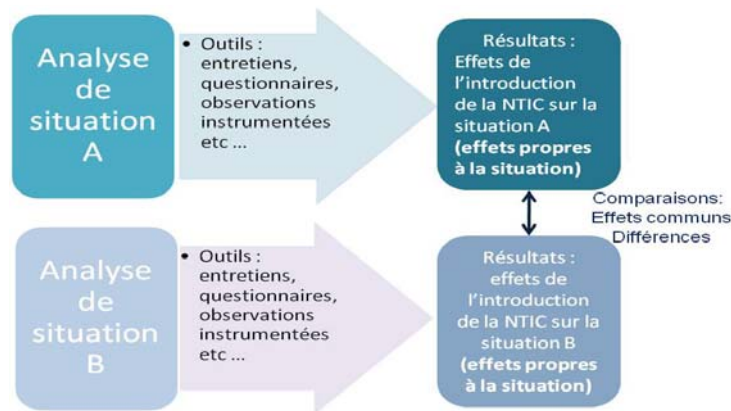 Analyse
de
situation
A
• Outils :
entretiens,
questionnaires,
observations
instrumentées
etc ...
Résultats :
Effets de
l'introduction
de la NTIC sur la
situation A
(effets propres
à la situation)
Comparaisons:
Effets communs
Différences
Analyse
de
situation
B
• Outils :
entretiens,
questionnaires,
observations
instrumentées
etc ...
Résultats :
effets de
l'introduction
de la NTIC sur la
situation B
(effets propres
à la situation)